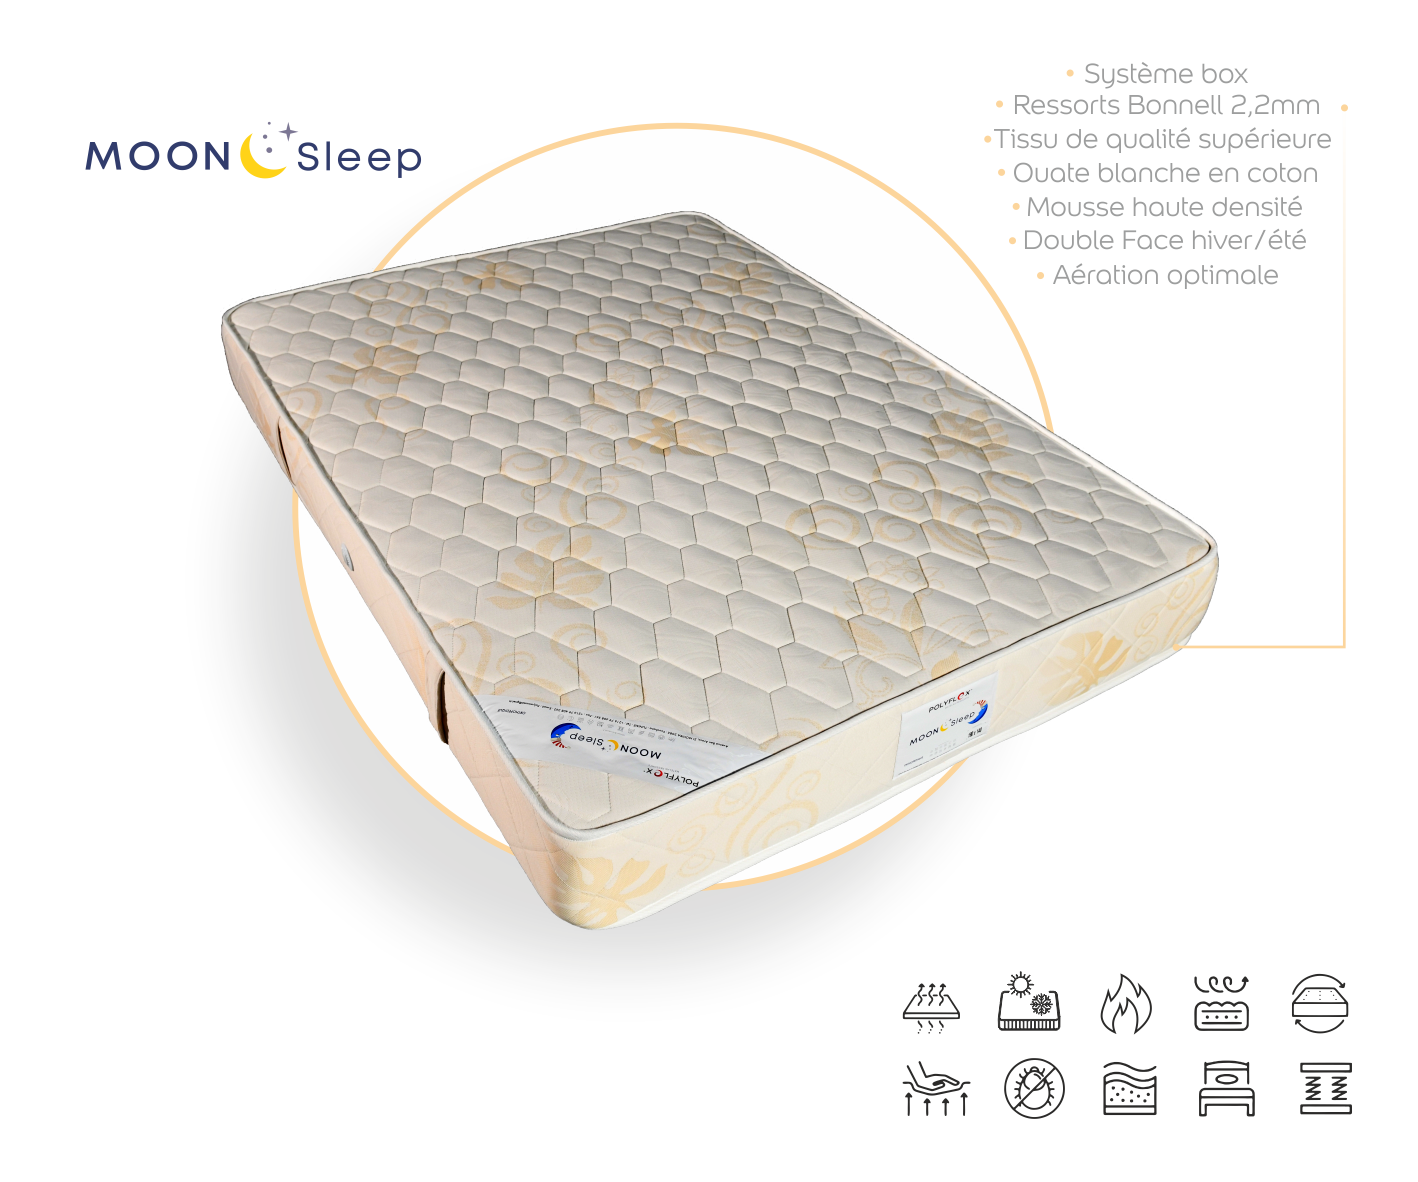 MOON Sleep
• Système box
• Ressorts Bonnell 2,2mm •
•Tissu de qualité supérieure
• Ouate blanche en coton
• Mousse haute densité
• Double Face hiver/été
• Aération optimale
POLYFLEX
MOON Sleep
POLYFLEX
MOON Sleep